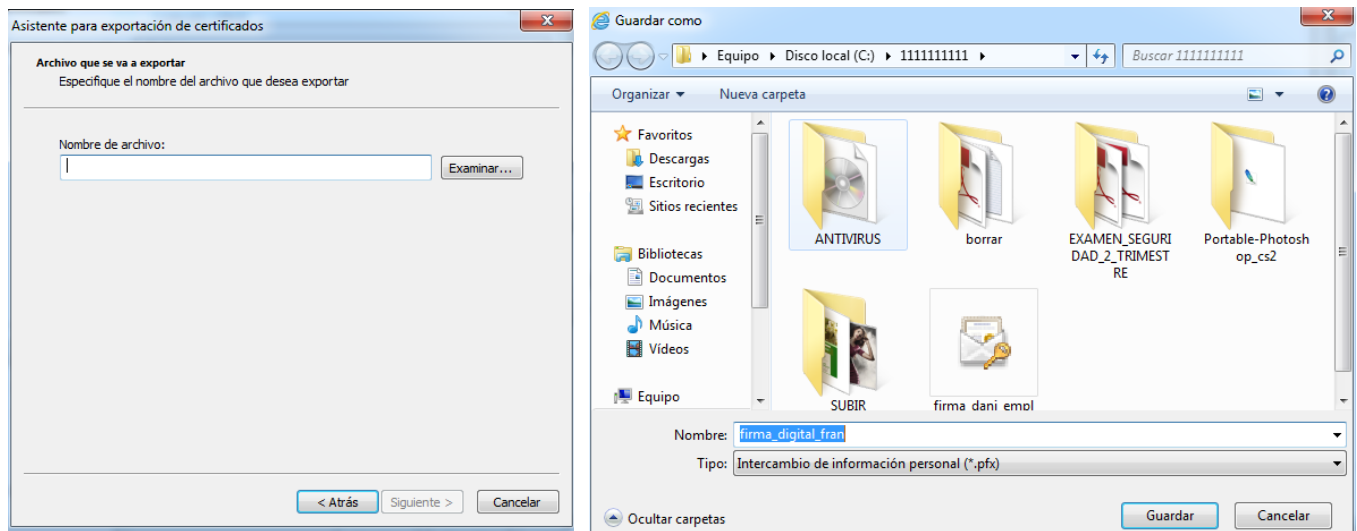 Asistente para exportación de certificados
Archivo que se va a exportar
Especifique el nombre del archivo que desea exportar
Nombre de archivo:
Examinar...
< Atrás
Siguiente >
Cancelar
Guardar como
Equipo
Disco local (C:)
1111111111
Buscar 1111111111
Organizar
Nueva carpeta
Favoritos
Descargas
Escritorio
Sitios recientes
Bibliotecas
Documentos
Imágenes
Música
Vídeos
Equipo
ANTIVIRUS
borrar
EXAMEN_SEGURI
DAD_2_TRIMEST
RE
Portable-Photosh
op_cs2
SUBIR
firma_dani_empl
Nombre: firma_digital_fran
Tipo: Intercambio de información personal (*.pfx)
Ocultar carpetas
Guardar
Cancelar